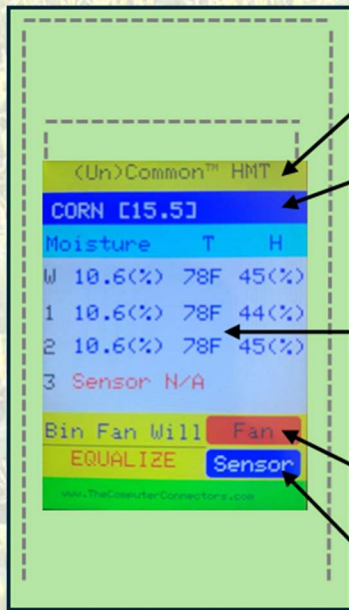 (Un)Common™ HMT
CORN [15.5]
Moisture T H
W 10.6(%) 78F 45(%)
1 10.6(%) 78F 44(%)
2 10.6(%) 78F 45(%)
3 Sensor N/A
Bin Fan Will Fan
EQUALIZE Sensor
www.TheComputerConnectors.com